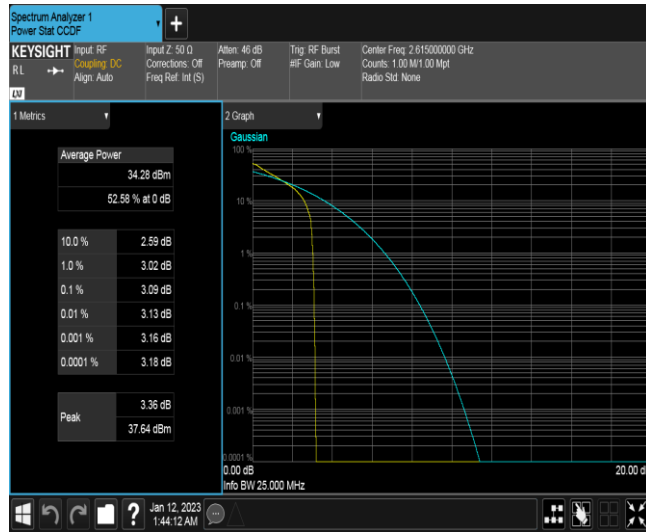 Spectrum Analyzer 1
Power Stat CCDF
KEYSIGHT
RL
LXI
Input: RF
Coupling: DC
Align: Auto
Input Z: 50 Ω
Corrections: Off
Freq Ref: Int (S)
Atten: 46 dB
Preamp: Off
Trig: RF Burst
#IF Gain: Low
Center Freq: 2.615000000 GHz
Counts: 1.00 M/1.00 Mpt
Radio Std: None
1 Metrics
Average Power
34.28 dBm
52.58 % at 0 dB
10.0 % 2.59 dB
1.0 % 3.02 dB
0.1 % 3.09 dB
0.01 % 3.13 dB
0.001 % 3.16 dB
0.0001 % 3.18 dB
Peak
3.36 dB
37.64 dBm
2 Graph
Gaussian
100 %
10 %
1 %
0.1 %
0.01 %
0.001 %
0.0001 %
0.00 dB
20.00 d
Info BW 25.000 MHz
Jan 12, 2023
1:44:12 AM